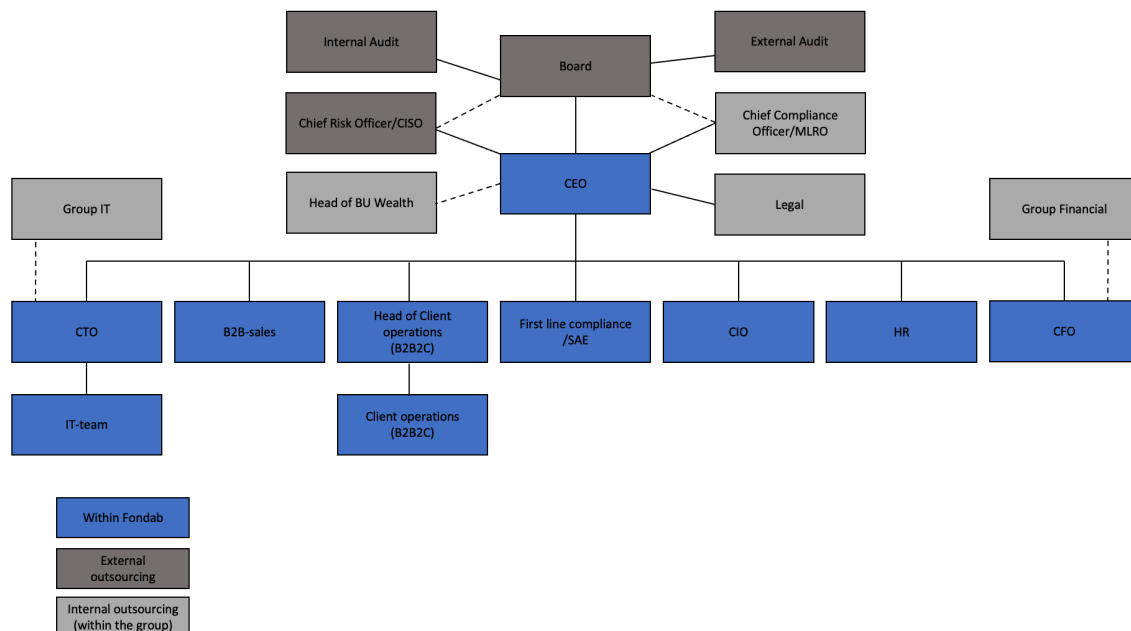 Internal Audit
External Audit
Board
Chief Risk Officer/CISO
Chief Compliance
Officer/MLRO
CEO
Head of BU Wealth
Legal
Group IT
Group Financial
CTO
B2B-sales
Head of Client
operations
(B2B2C)
First line compliance
/SAE
CIO
HR
CFO
IT-team
Client operations
(B2B2C)
Within Fondab
External
outsourcing
Internal outsourcing
(within the group)